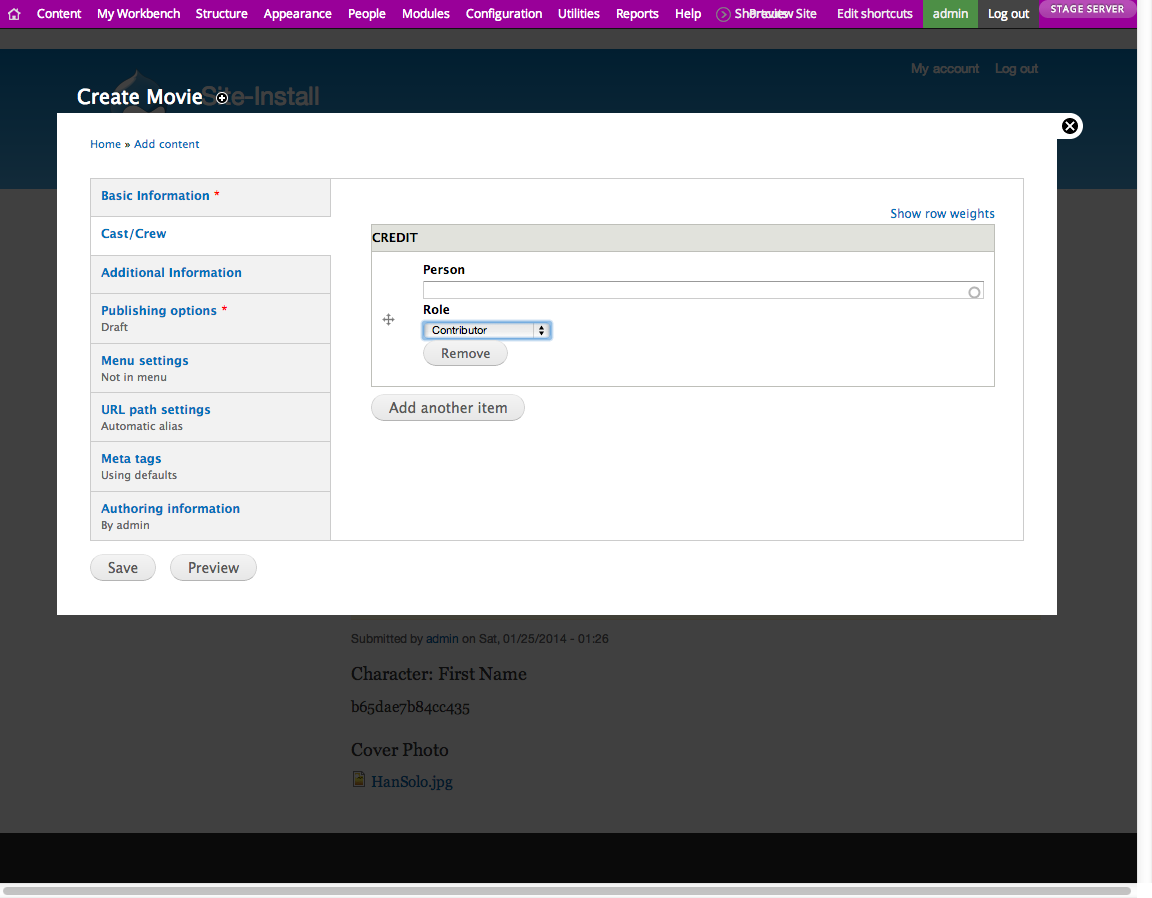 Content My Workbench Structure Appearance People Modules Configuration Utilities Reports Help Preview Site Edit shortcuts admin Log out STAGE SERVER
My account Log out
Create Movie Site-Install
Home » Add content
Basic Information *
Cast/Crew
Additional Information
Publishing options *
Draft
Menu settings
Not in menu
URL path settings
Automatic alias
Meta tags
Using defaults
Authoring information
By admin
Show row weights
CREDIT
Person
Role
Contributor
Remove
Add another item
Save Preview
Submitted by admin on Sat, 01/25/2014 - 01:26
Character: First Name
b65dae7b84cc435
Cover Photo
HanSolo.jpg